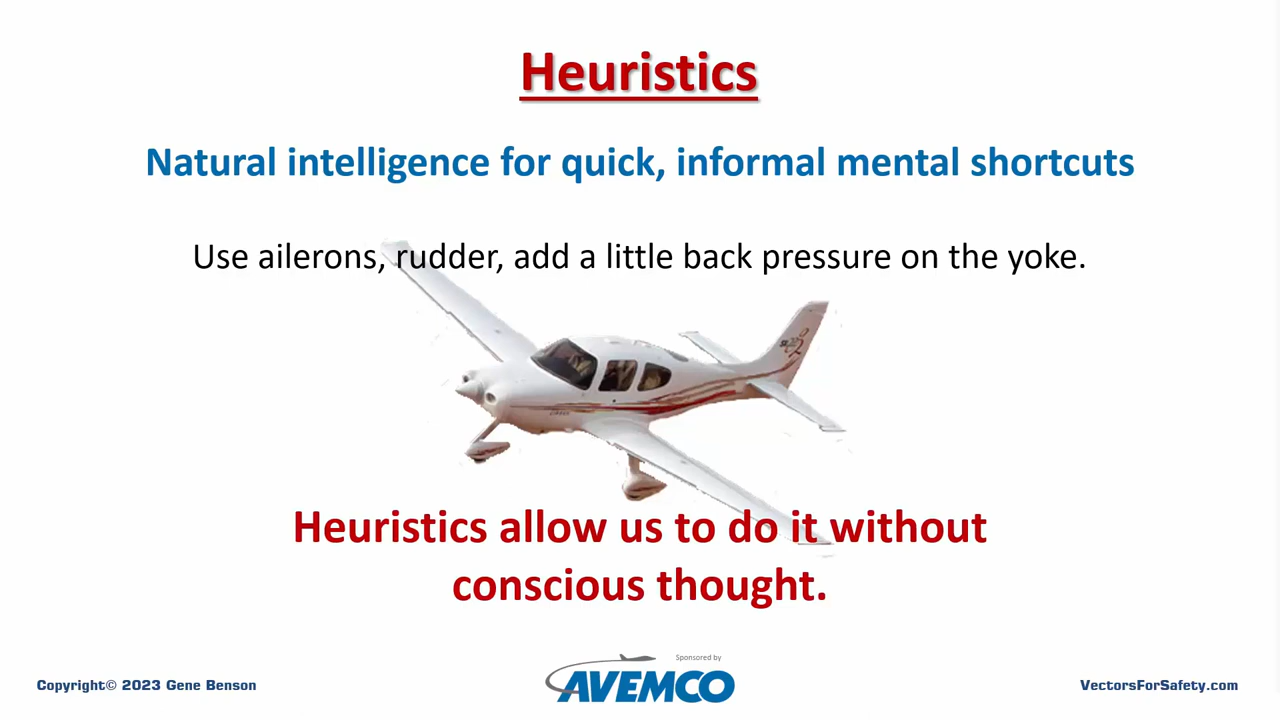 Heuristics
Natural intelligence for quick, informal mental shortcuts
Use ailerons, rudder, add a little back pressure on the yoke.
Heuristics allow us to do it without
conscious thought.
Sponsored by
AVEMCO
Copyright© 2023 Gene Benson
VectorsForSafety.com